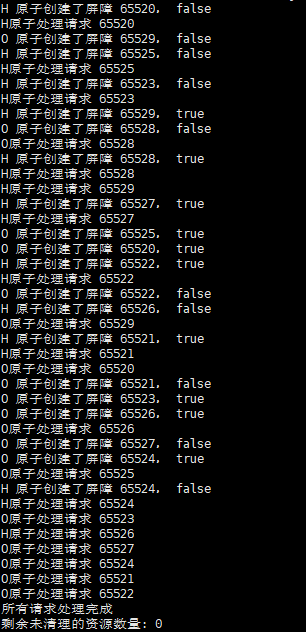 H 原子创建了屏障 65520， false
H原子处理请求 65520
O 原子创建了屏障 65529， false
H 原子创建了屏障 65525， false
H原子处理请求 65525
H 原子创建了屏障 65523， false
H原子处理请求 65523
H 原子创建了屏障 65529， true
O 原子创建了屏障 65528， false
O原子处理请求 65528
H 原子创建了屏障 65528， true
H原子处理请求 65528
H原子处理请求 65529
H 原子创建了屏障 65527， true
H原子处理请求 65527
O 原子创建了屏障 65525， true
O 原子创建了屏障 65520， true
H 原子创建了屏障 65522， true
H原子处理请求 65522
O 原子创建了屏障 65522， false
H 原子创建了屏障 65526， false
O原子处理请求 65529
H 原子创建了屏障 65521， true
H原子处理请求 65521
O原子处理请求 65520
O 原子创建了屏障 65521， false
O 原子创建了屏障 65523， true
O 原子创建了屏障 65526， true
O原子处理请求 65526
O 原子创建了屏障 65527， false
O 原子创建了屏障 65524， true
O原子处理请求 65525
H 原子创建了屏障 65524， false
H原子处理请求 65524
O原子处理请求 65523
H原子处理请求 65526
O原子处理请求 65527
O原子处理请求 65524
O原子处理请求 65521
O原子处理请求 65522
所有请求处理完成
剩余未清理的资源数量: 0